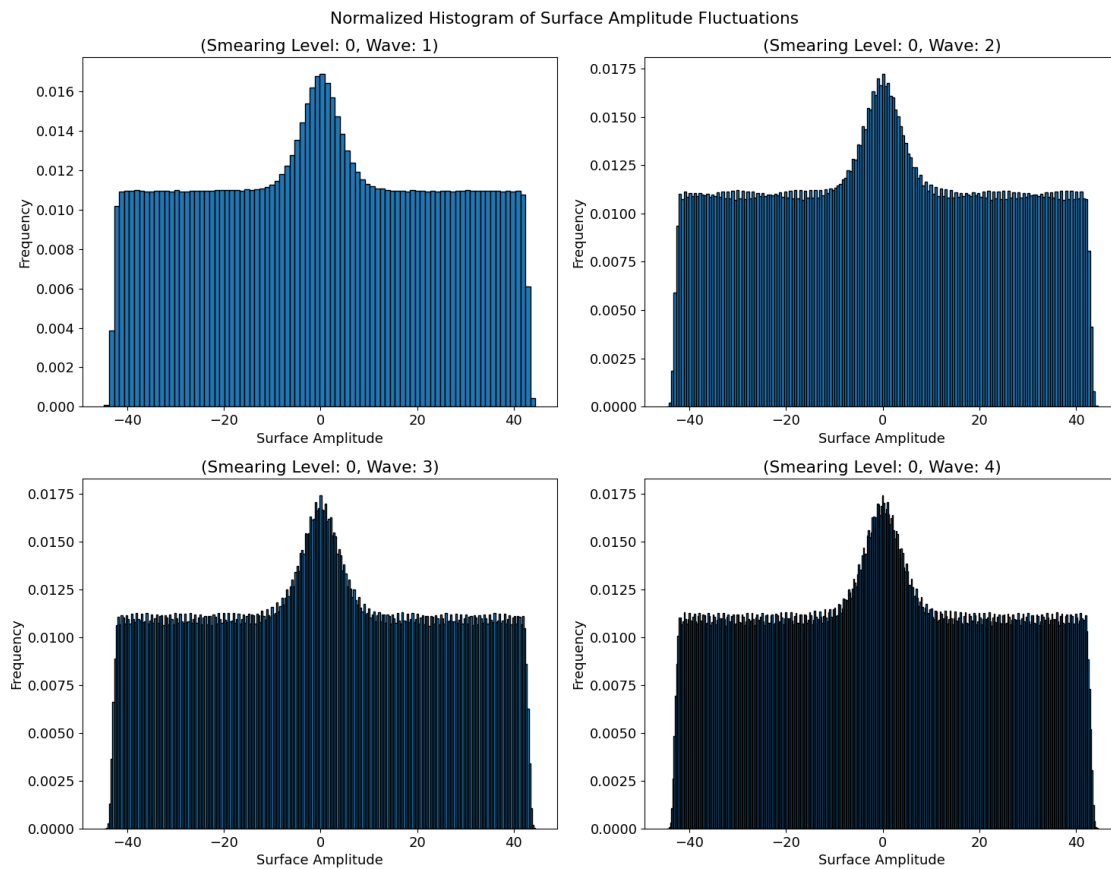 Normalized Histogram of Surface Amplitude Fluctuations
(Smearing Level: 0, Wave: 1)
0.016
0.014
0.012
0.010
0.008
0.006
0.004
0.002
0.000
Frequency
−40 −20 0 20 40
Surface Amplitude
(Smearing Level: 0, Wave: 2)
0.0175
0.0150
0.0125
0.0100
0.0075
0.0050
0.0025
0.0000
Frequency
−40 −20 0 20 40
Surface Amplitude
(Smearing Level: 0, Wave: 3)
0.0175
0.0150
0.0125
0.0100
0.0075
0.0050
0.0025
0.0000
Frequency
−40 −20 0 20 40
Surface Amplitude
(Smearing Level: 0, Wave: 4)
0.0175
0.0150
0.0125
0.0100
0.0075
0.0050
0.0025
0.0000
Frequency
−40 −20 0 20 40
Surface Amplitude